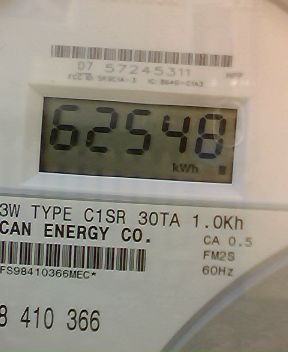 07 57245311
62548
kWh
3W TYPE C1SR 30TA 1.0Kh
CAN ENERGY CO.
CA 0.5
FM2S
60Hz
FS98410366MEC*
8 410 366